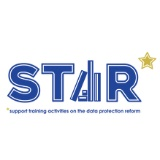 STAR
*support training activities on the data protection reform